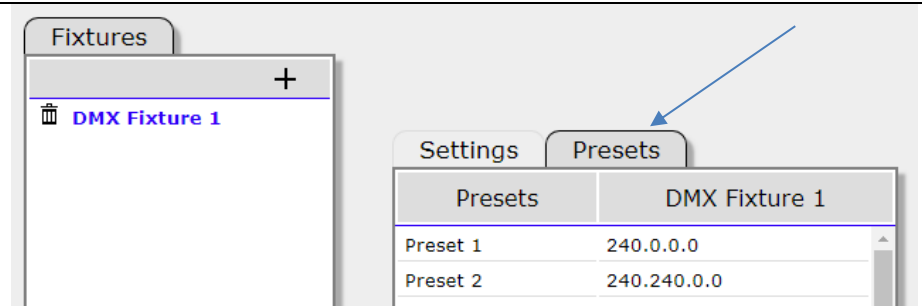 Fixtures
+
DMX Fixture 1
Settings Presets
Presets DMX Fixture 1
Preset 1 240.0.0.0
Preset 2 240.240.0.0